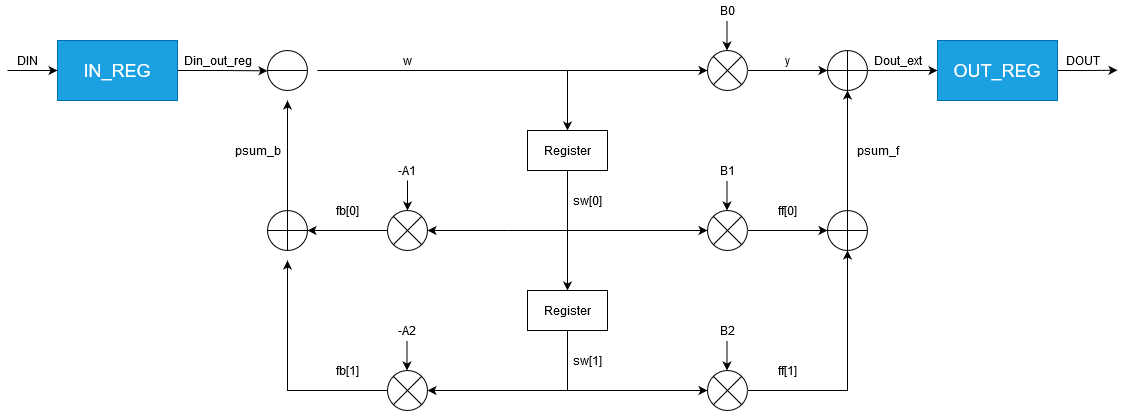 B0
DIN
IN_REG
Din_out_reg
w
y
Dout_ext
OUT_REG
DOUT
psum_b
Register
psum_f
-A1
B1
sw[0]
fb[0]
ff[0]
Register
-A2
B2
sw[1]
fb[1]
ff[1]